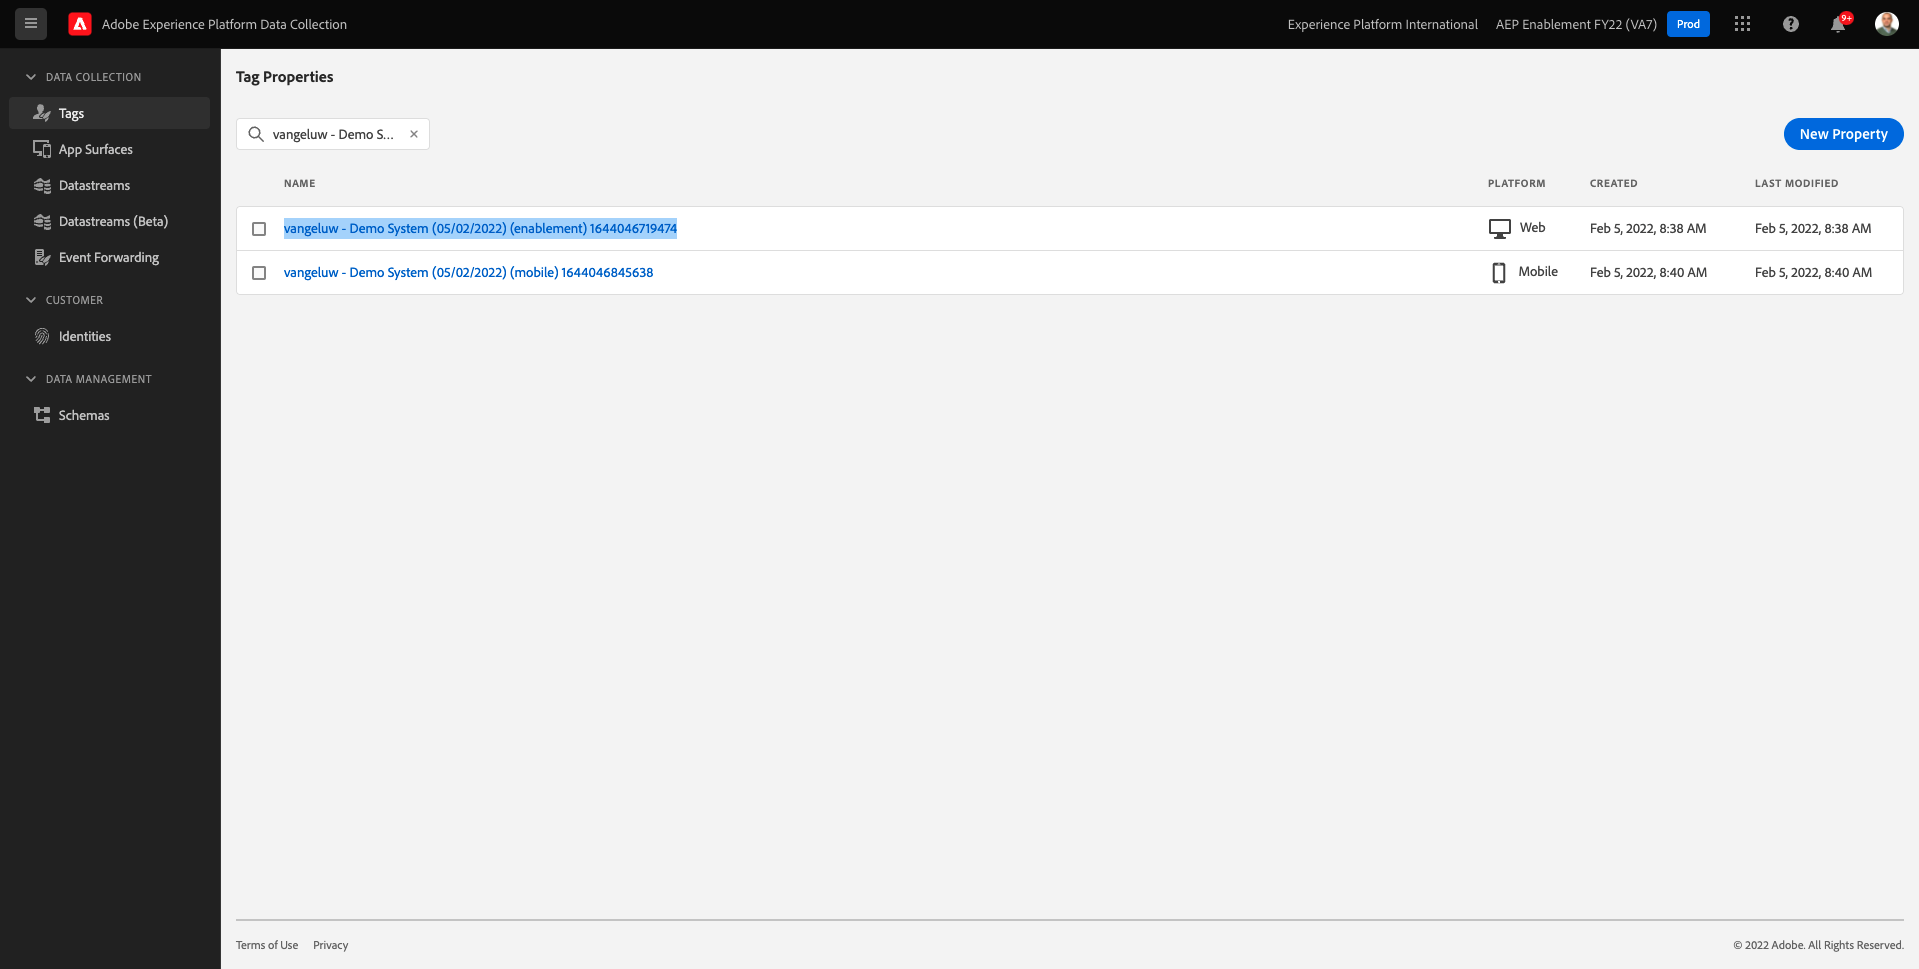 Adobe Experience Platform Data Collection
Experience Platform International
AEP Enablement FY22 (VA7)
Prod
9+
DATA COLLECTION
Tags
App Surfaces
Datastreams
Datastreams (Beta)
Event Forwarding
CUSTOMER
Identities
DATA MANAGEMENT
Schemas
Tag Properties
vangeluw - Demo S...
New Property
NAME PLATFORM CREATED LAST MODIFIED
vangeluw - Demo System (05/02/2022) (enablement) 1644046719474 Web Feb 5, 2022, 8:38 AM Feb 5, 2022, 8:38 AM
vangeluw - Demo System (05/02/2022) (mobile) 1644046845638 Mobile Feb 5, 2022, 8:40 AM Feb 5, 2022, 8:40 AM
Terms of Use Privacy © 2022 Adobe. All Rights Reserved.